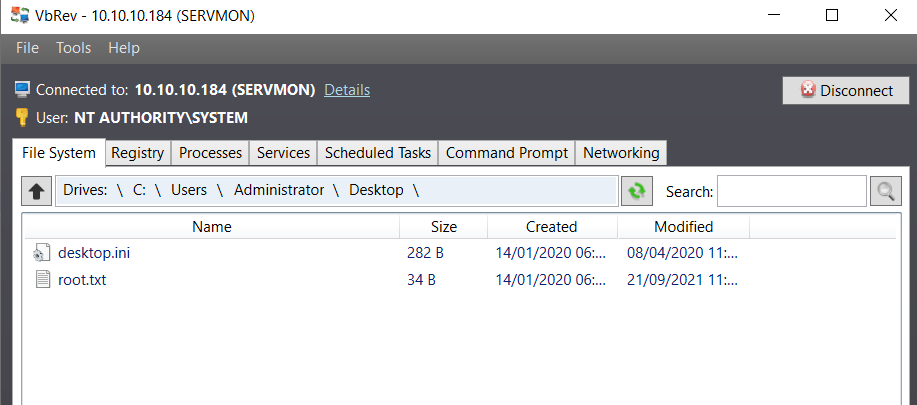 VbRev - 10.10.10.184 (SERVMON)
File Tools Help
Connected to: 10.10.10.184 (SERVMON) Details
Disconnect
User: NT AUTHORITY\SYSTEM
File System Registry Processes Services Scheduled Tasks Command Prompt Networking
Drives: \ C: \ Users \ Administrator \ Desktop \ Search:
Name Size Created Modified
desktop.ini 282 B 14/01/2020 06:... 08/04/2020 11:...
root.txt 34 B 14/01/2020 06:... 21/09/2021 11:...